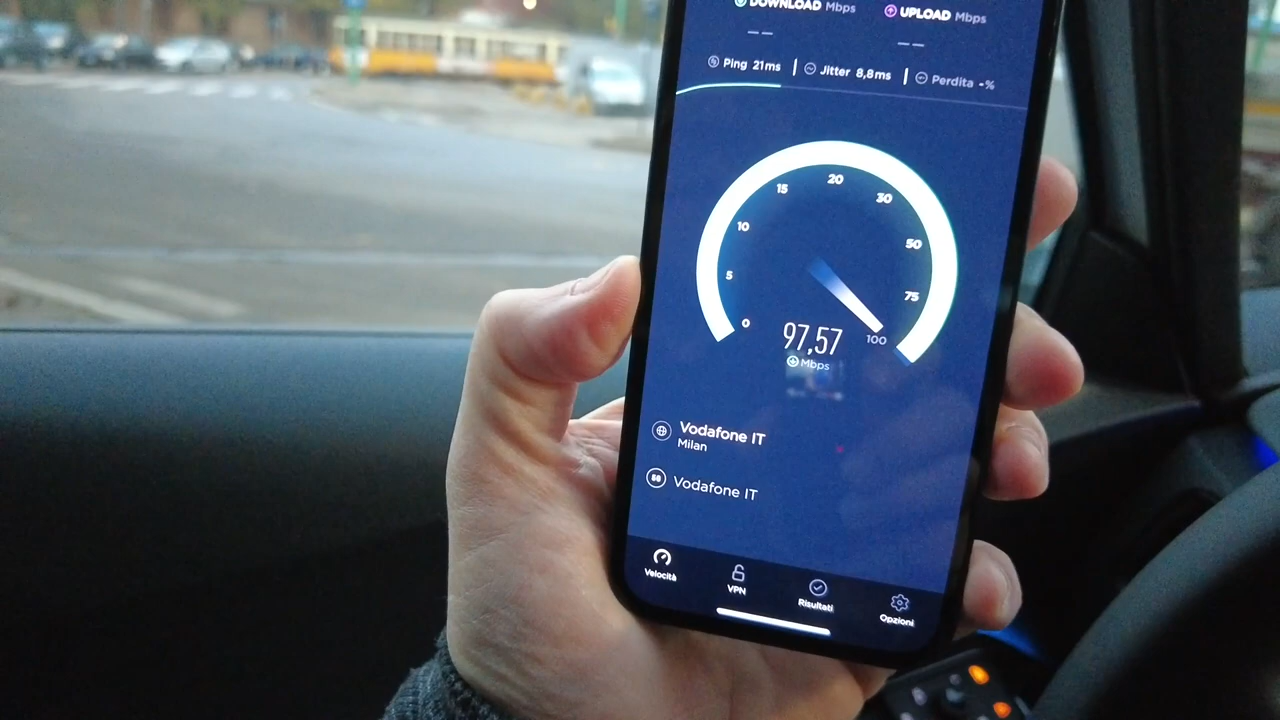 DOWNLOAD Mbps
UPLOAD Mbps
— —
— —
Ping 21ms | Jitter 8,8ms | Perdita -%
0
5
10
15
20
30
50
75
100
97,57
Mbps
Vodafone IT
Milan
5G
Vodafone IT
Velocità
VPN
Risultati
Opzioni